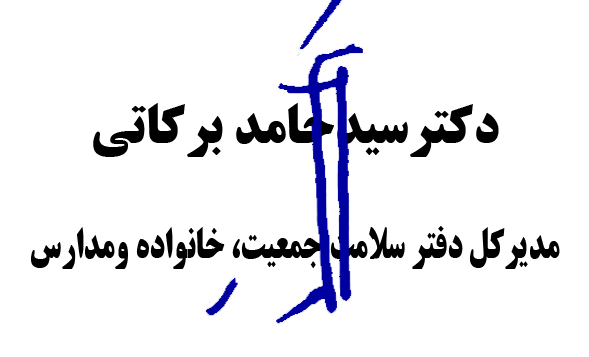 دکتر سید حامد برکاتی
مدیرکل دفتر سلامت جمعیت، خانواده ومدارس